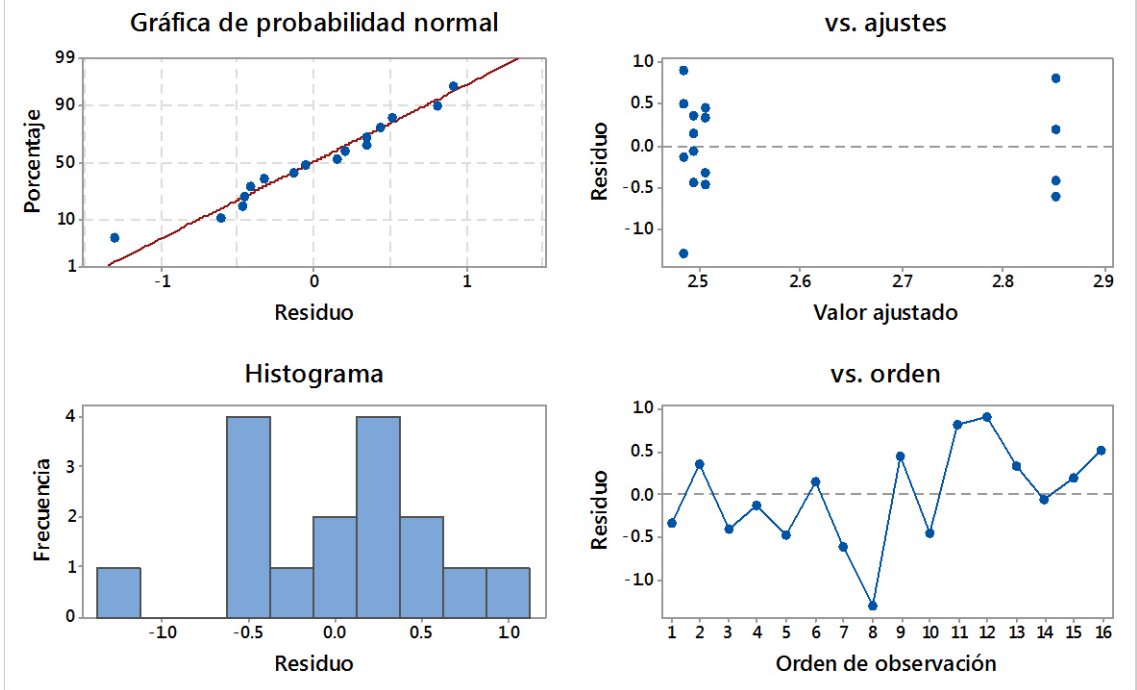 Gráfica de probabilidad normal
99
90
50
10
1
Porcentaje
-1
0
1
Residuo
vs. ajustes
1.0
0.5
0.0
-0.5
-1.0
Residuo
2.5
2.6
2.7
2.8
2.9
Valor ajustado
Histograma
4
3
2
1
0
Frecuencia
-1.0
-0.5
0.0
0.5
1.0
Residuo
vs. orden
1.0
0.5
0.0
-0.5
-1.0
Residuo
1 2 3 4 5 6 7 8 9 10 11 12 13 14 15 16
Orden de observación